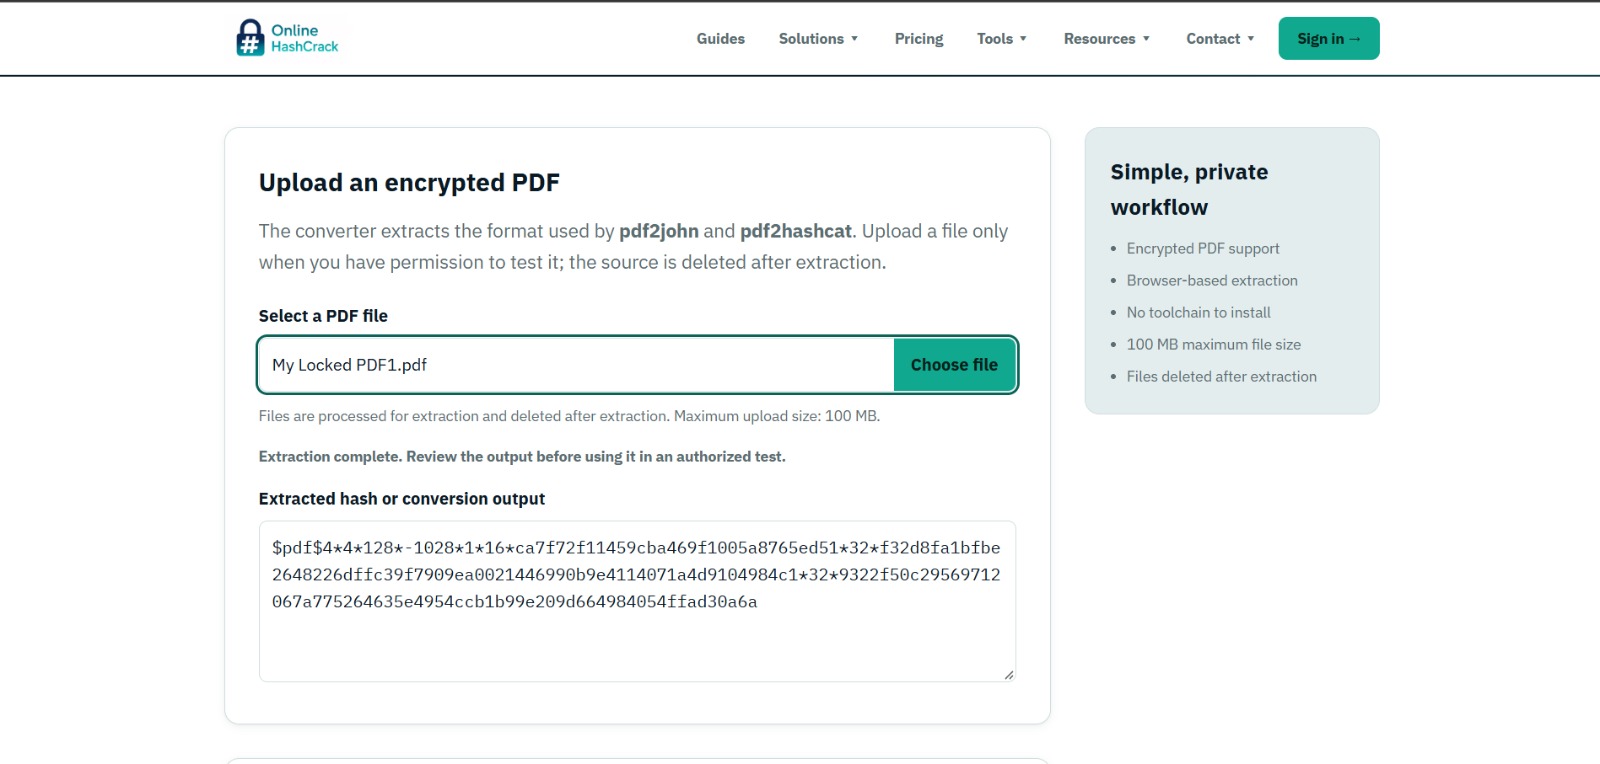 Online
HashCrack
Guides
Solutions
Pricing
Tools
Resources
Contact
Sign in →
Upload an encrypted PDF
The converter extracts the format used by pdf2john and pdf2hashcat. Upload a file only
when you have permission to test it; the source is deleted after extraction.
Select a PDF file
My Locked PDF1.pdf
Choose file
Files are processed for extraction and deleted after extraction. Maximum upload size: 100 MB.
Extraction complete. Review the output before using it in an authorized test.
Extracted hash or conversion output
$pdf$4*4*128*-1028*1*16*ca7f72f11459cba469f1005a8765ed51*32*f32d8fa1bfbe
2648226dffc39f7909ea0021446990b9e4114071a4d9104984c1*32*9322f50c29569712
067a775264635e4954ccb1b99e209d664984054ffad30a6a
Simple, private
workflow
• Encrypted PDF support
• Browser-based extraction
• No toolchain to install
• 100 MB maximum file size
• Files deleted after extraction